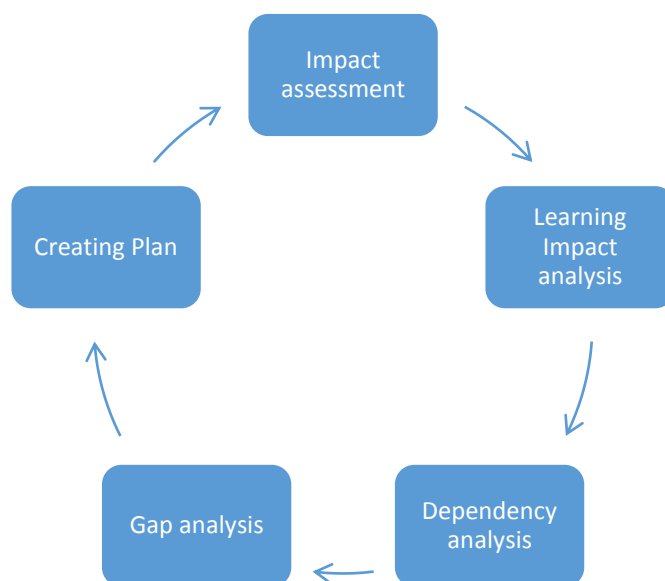 Impact
assessment
Learning
Impact
analysis
Dependency
analysis
Gap analysis
Creating Plan